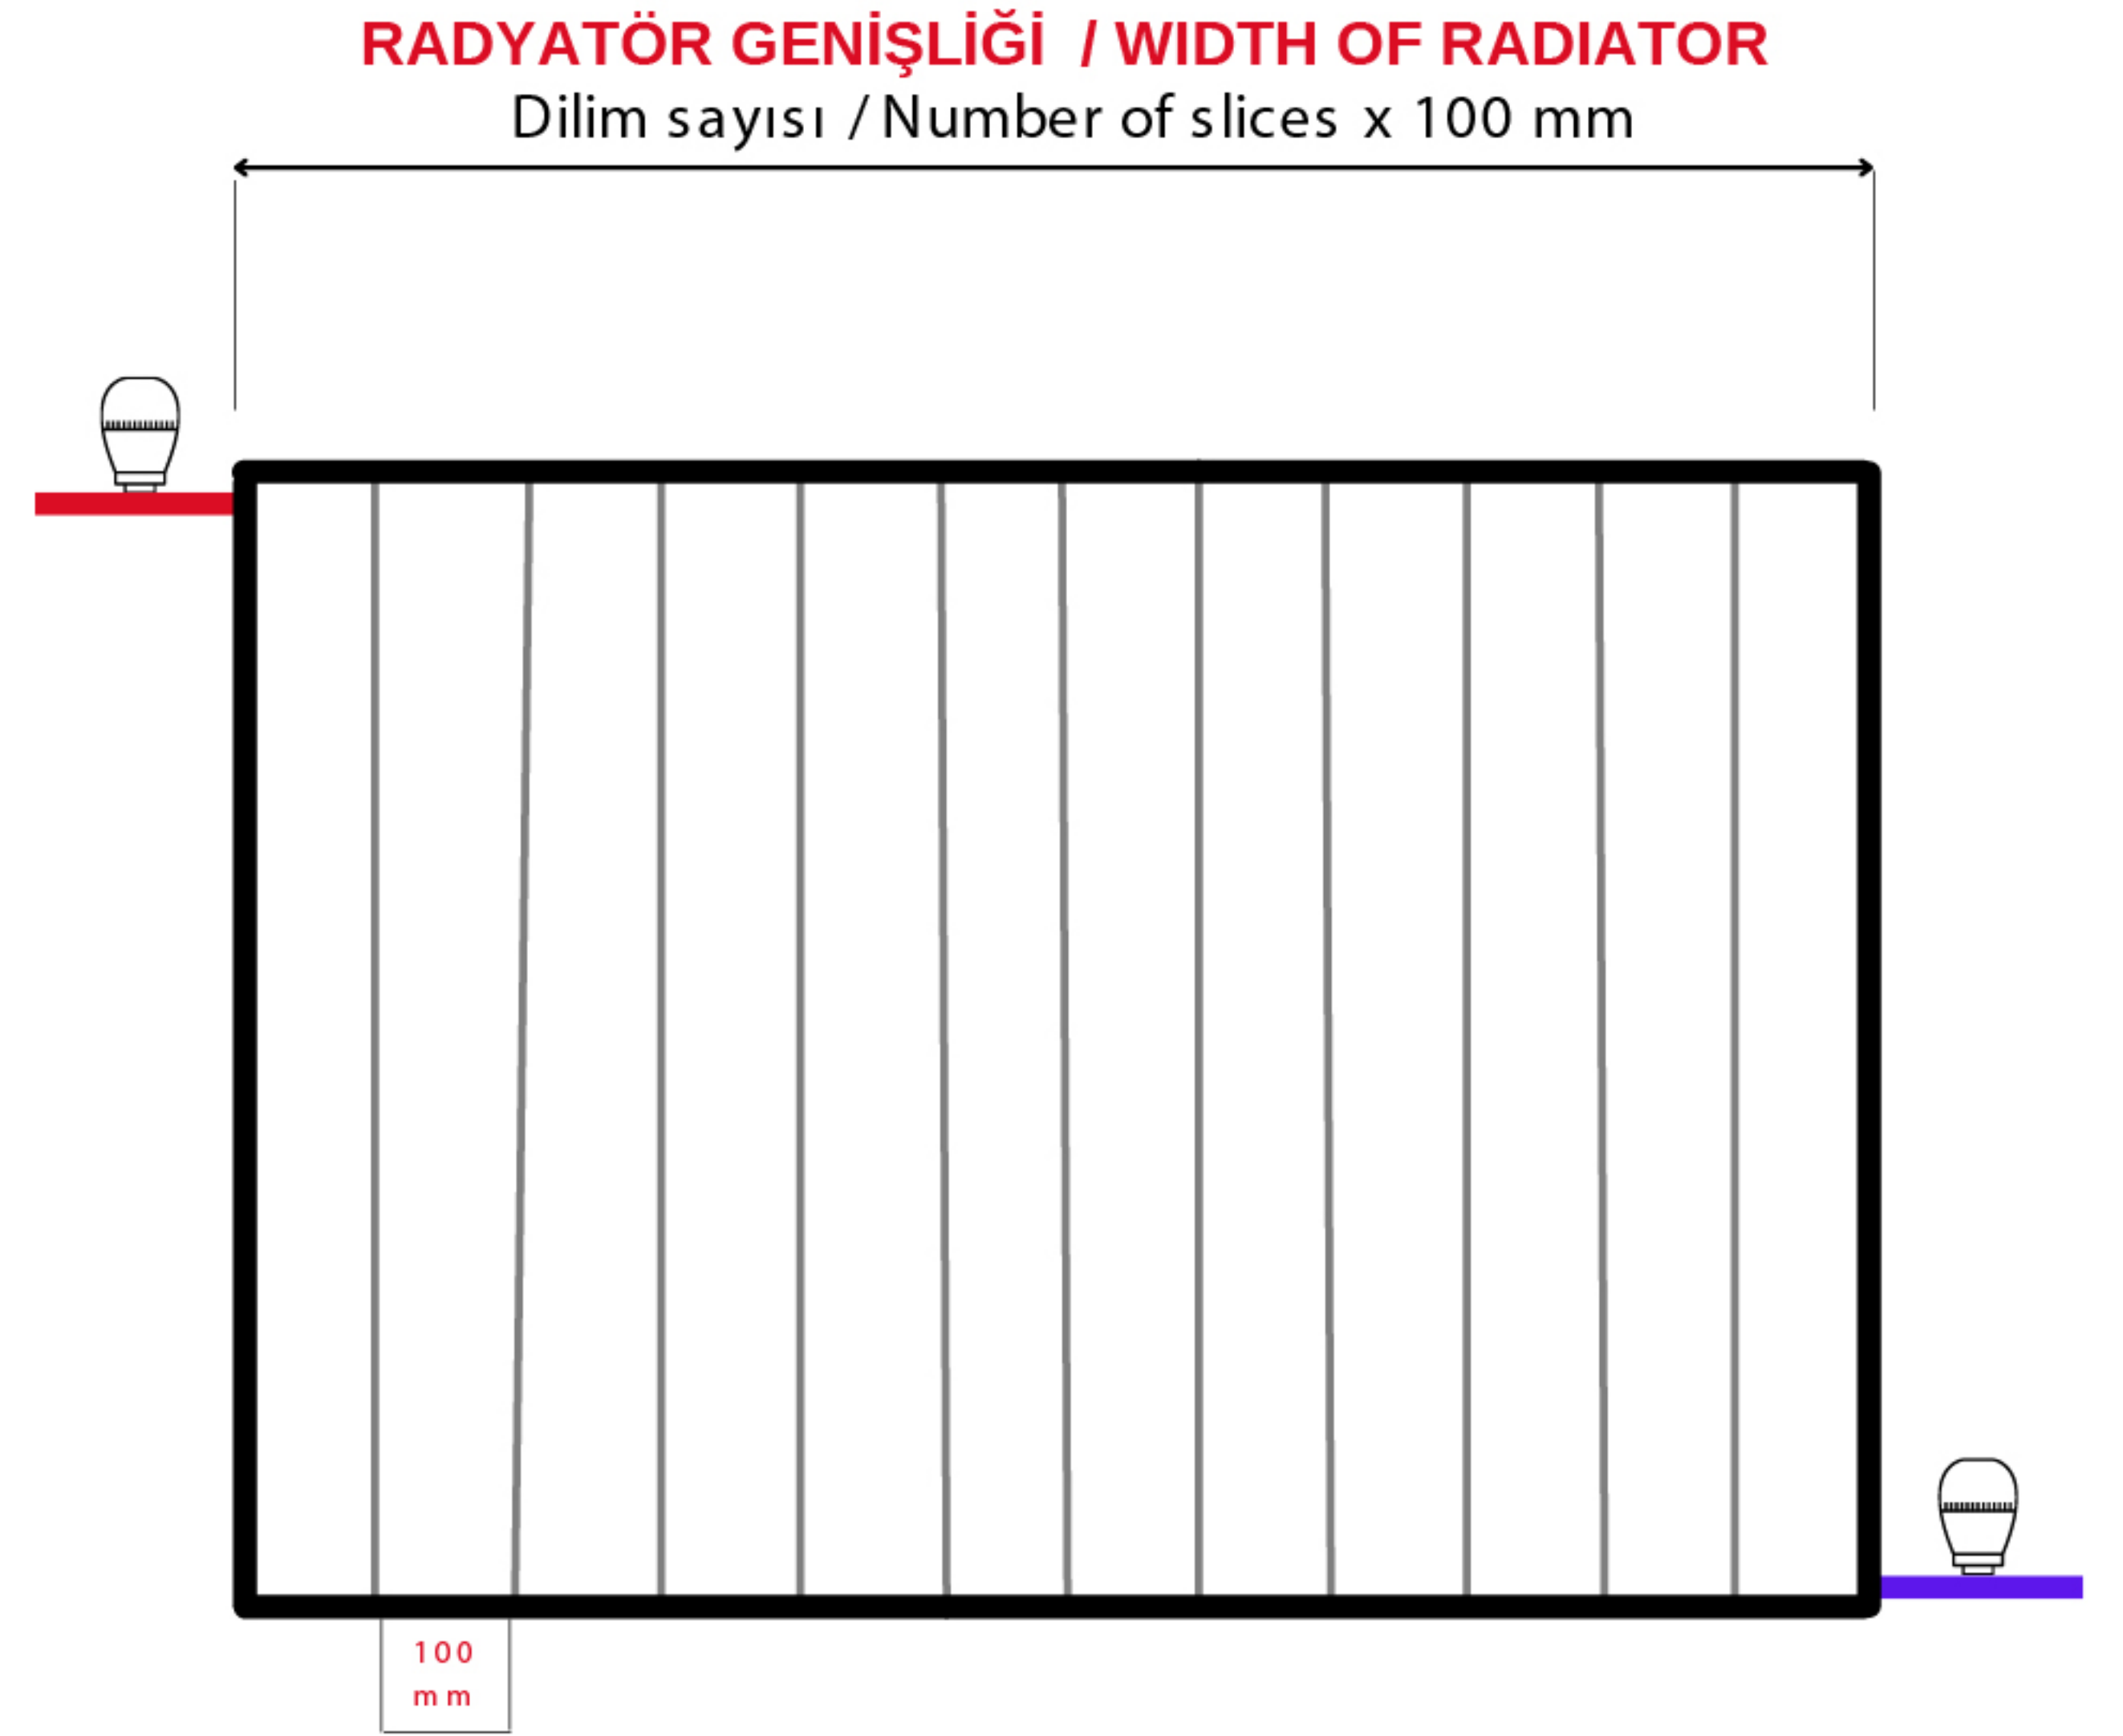 RADYATÖR GENİŞLİĞİ / WIDTH OF RADIATOR
Dilim sayısı / Number of slices x 100 mm
100
mm